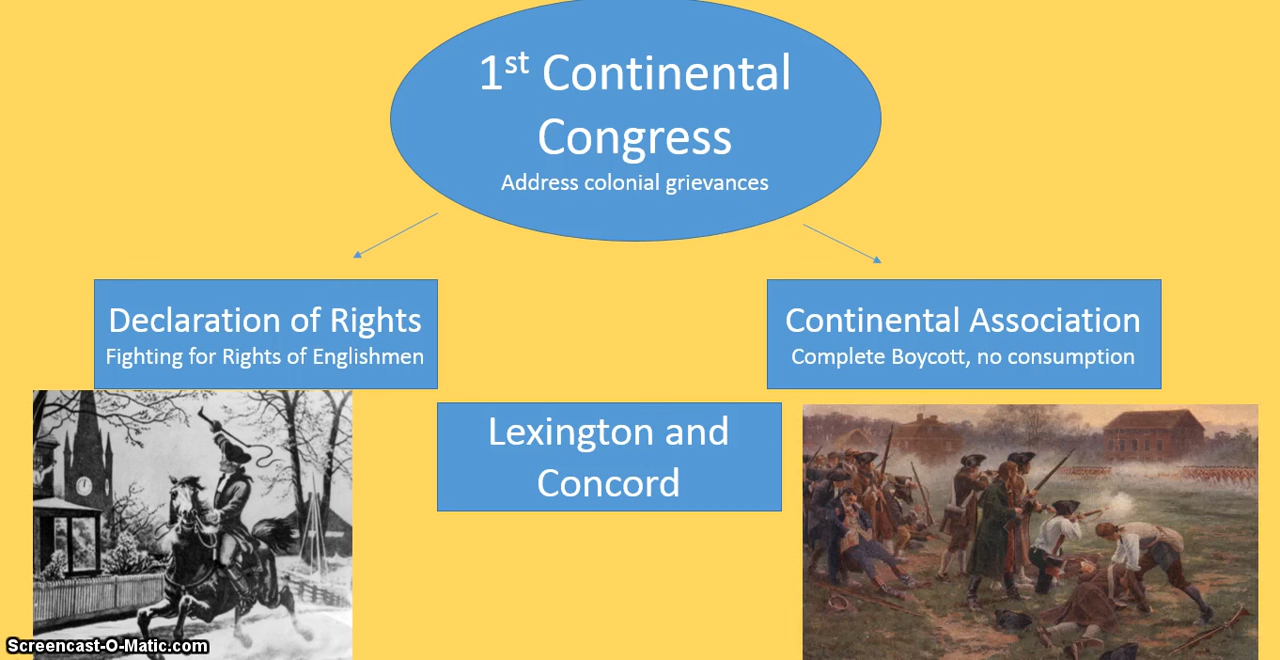 1st Continental
Congress
Address colonial grievances
Declaration of Rights
Fighting for Rights of Englishmen
Continental Association
Complete Boycott, no consumption
Lexington and
Concord
Screencast-O-Matic.com